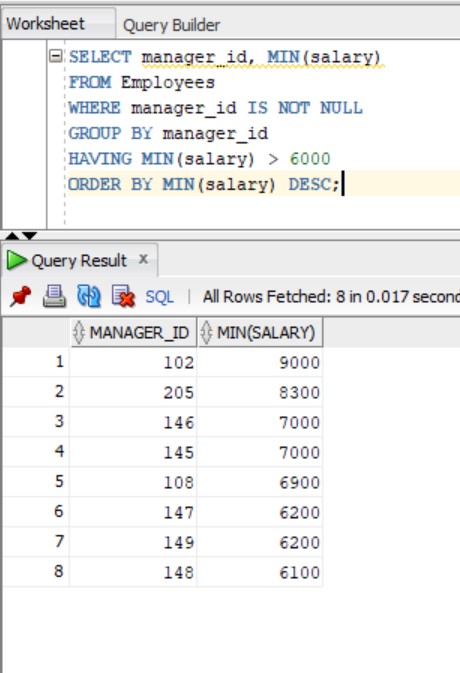 Worksheet Query Builder
SELECT manager_id, MIN(salary)
FROM Employees
WHERE manager_id IS NOT NULL
GROUP BY manager_id
HAVING MIN(salary) > 6000
ORDER BY MIN(salary) DESC;
Query Result x
SQL | All Rows Fetched: 8 in 0.017 second
MANAGER_ID MIN(SALARY)
1 102 9000
2 205 8300
3 146 7000
4 145 7000
5 108 6900
6 147 6200
7 149 6200
8 148 6100